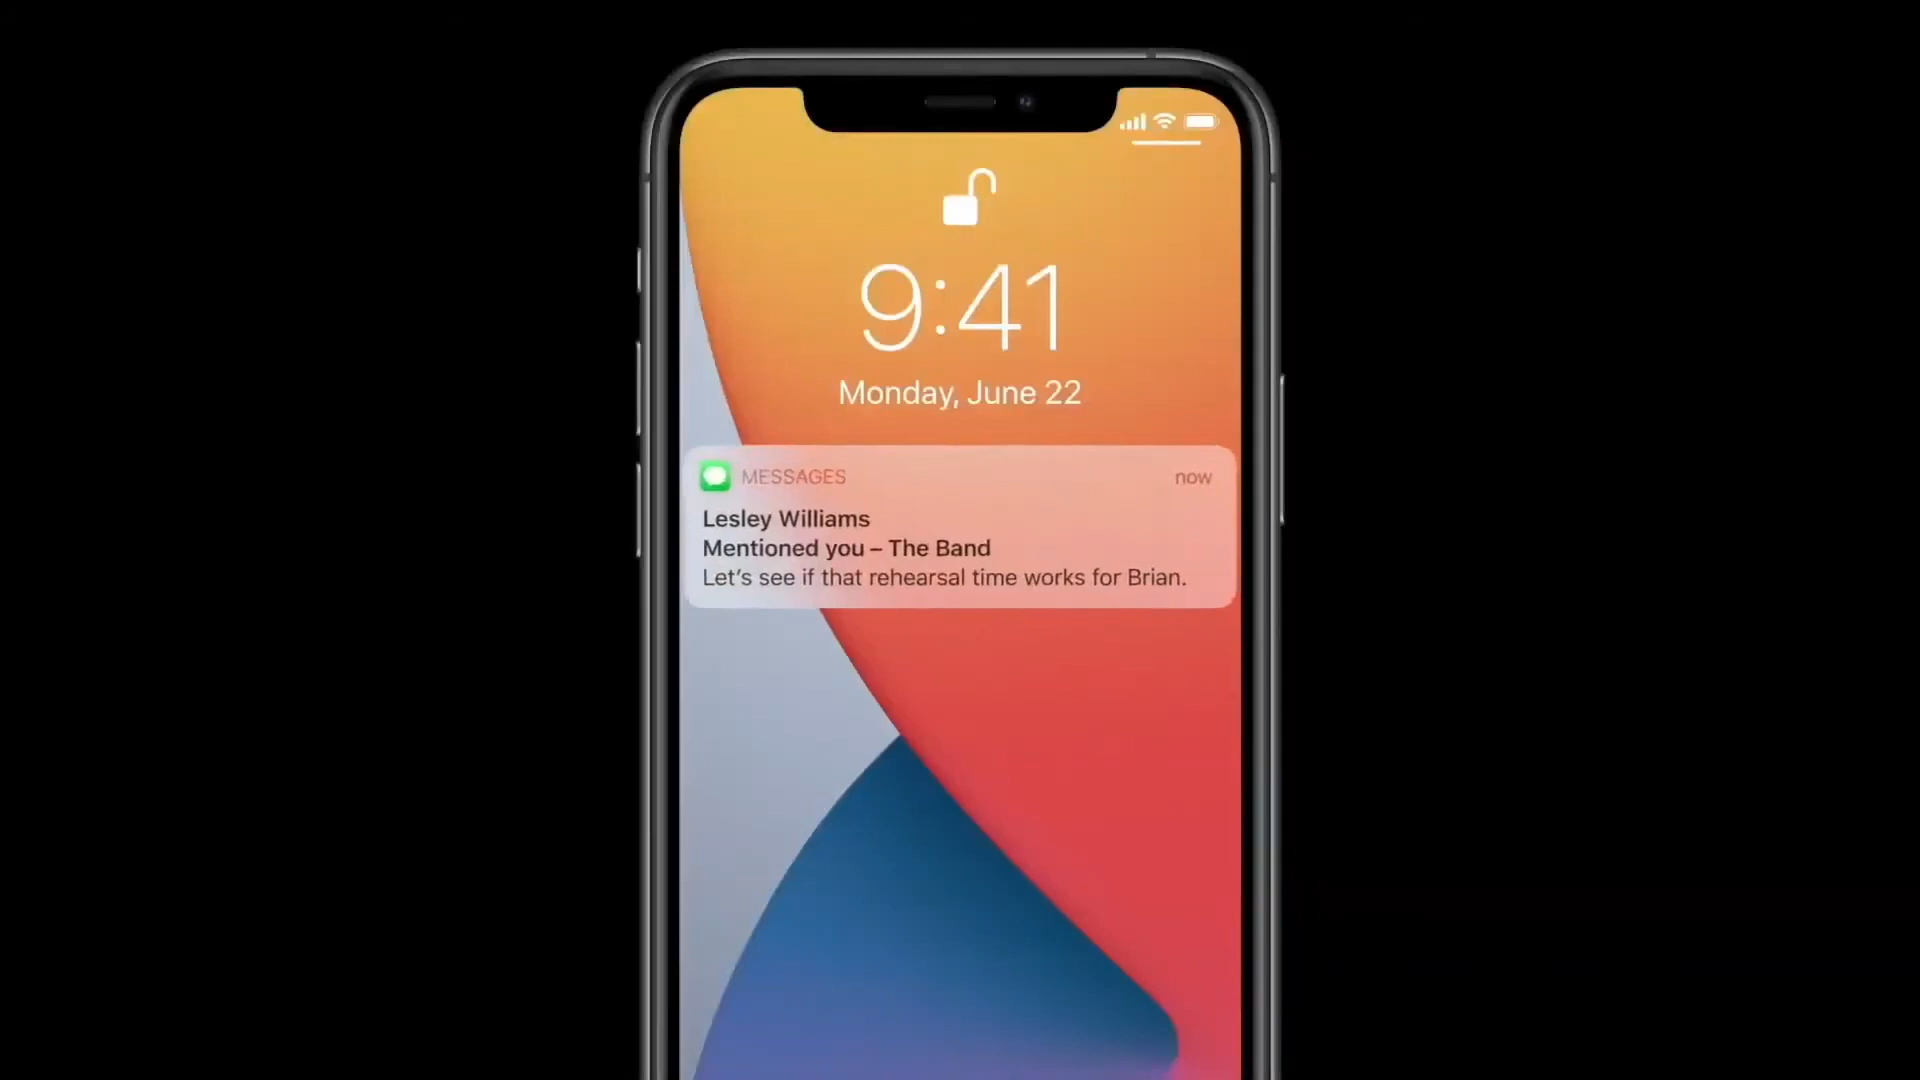 9:41
Monday, June 22
MESSAGES now
Lesley Williams
Mentioned you – The Band
Let's see if that rehearsal time works for Brian.